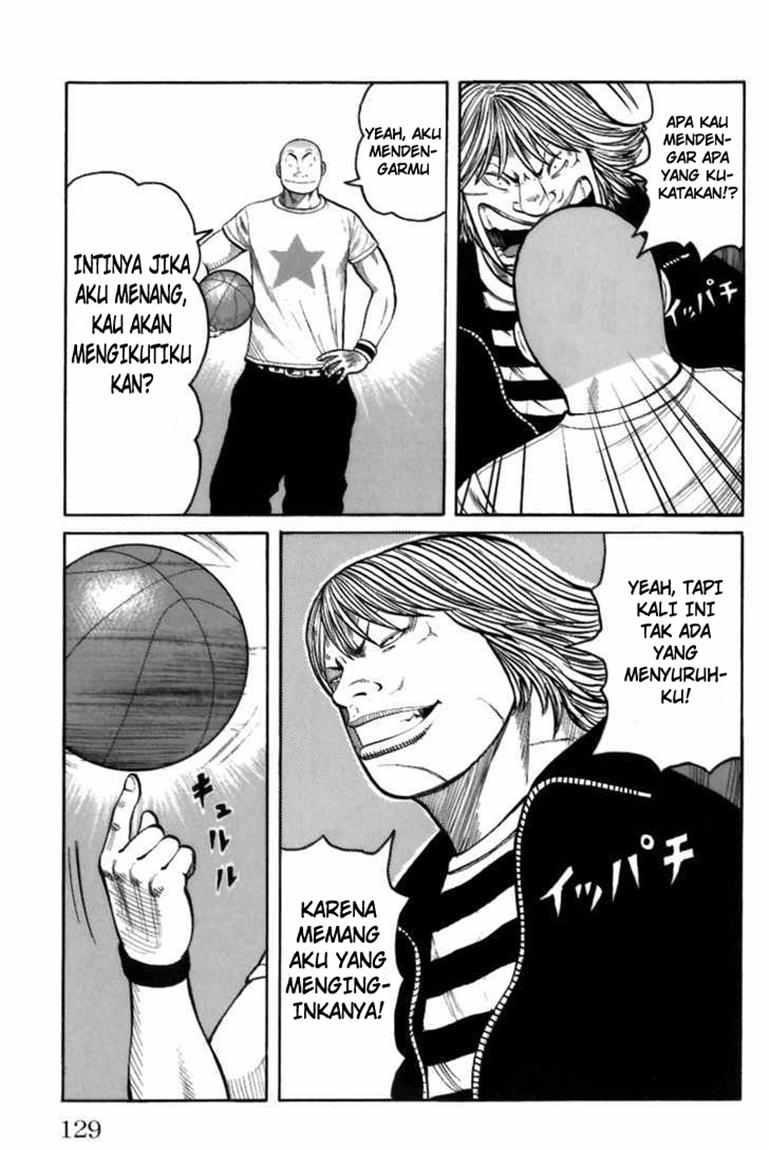 APA KAU
MENDEN-
GAR APA
YANG KU-
KATAKAN!?
イッパチ
YEAH, AKU
MENDEN-
GARMU
INTINYA JIKA
AKU MENANG,
KAU AKAN
MENGIKUTIKU
KAN?
YEAH, TAPI
KALI INI
TAK ADA
YANG
MENYURUH-
KU!
イッパチ
KARENA
MEMANG
AKU YANG
MENGING-
INKANYA!
キュルルル
129